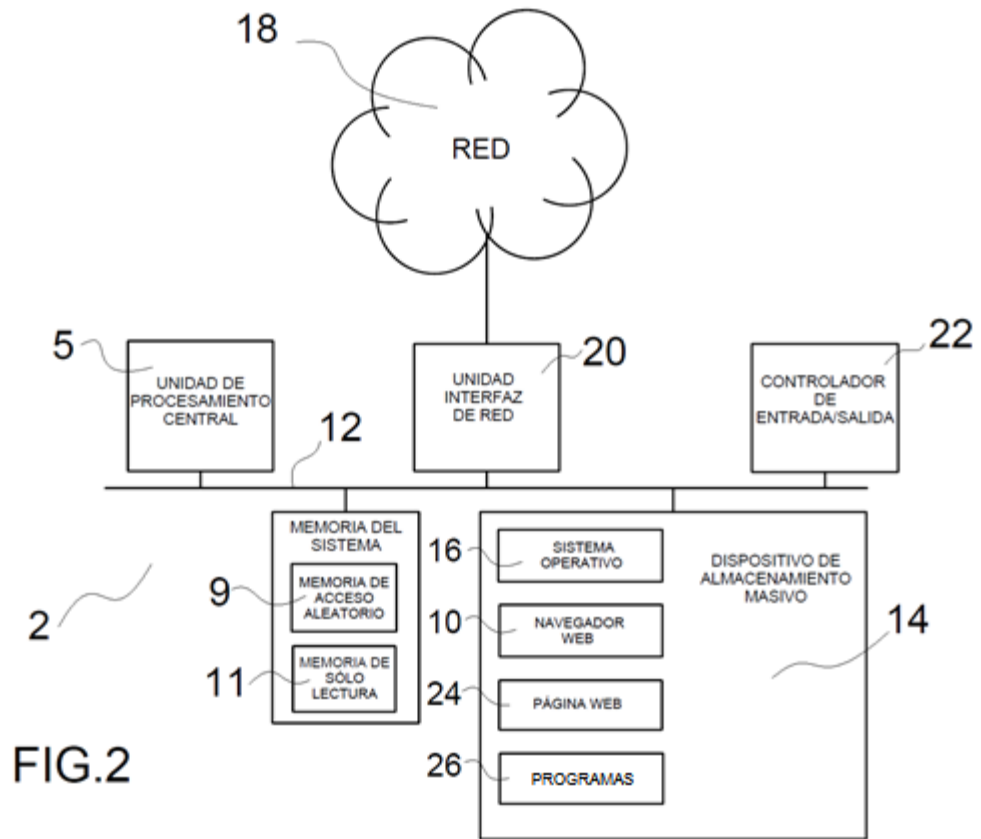 18
RED
5
UNIDAD DE
PROCESAMIENTO
CENTRAL
20
UNIDAD
INTERFAZ
DE RED
22
CONTROLADOR
DE
ENTRADA/SALIDA
12
MEMORIA DEL
SISTEMA
9
MEMORIA DE
ACCESO
ALEATORIO
11
MEMORIA DE
SÓLO
LECTURA
2
16
SISTEMA
OPERATIVO
DISPOSITIVO DE
ALMACENAMIENTO
MASIVO
10
NAVEGADOR
WEB
14
24
PÁGINA WEB
26
PROGRAMAS
FIG.2